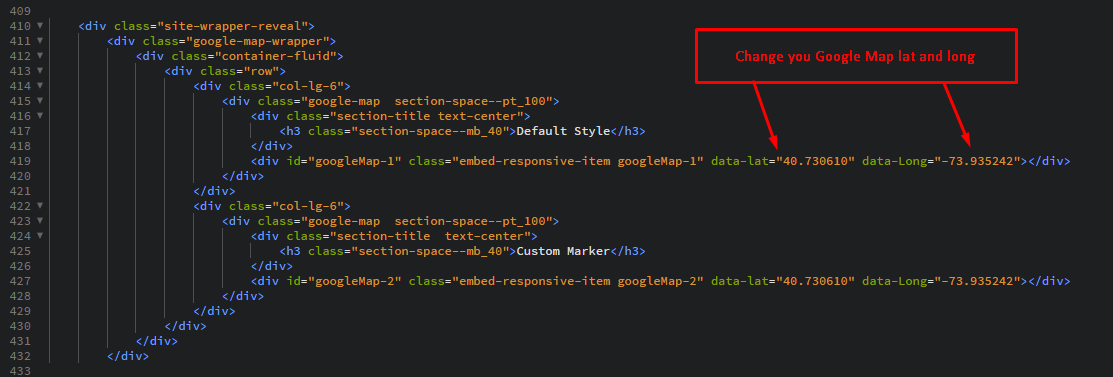 409
410 <div class="site-wrapper-reveal">
411 <div class="google-map-wrapper">
412 <div class="container-fluid">
413 <div class="row">
414 <div class="col-lg-6">
415 <div class="google-map  section-space--pt_100">
416 <div class="section-title text-center">
417 <h3 class="section-space--mb_40">Default Style</h3>
418 </div>
419 <div id="googleMap-1" class="embed-responsive-item googleMap-1" data-lat="40.730610" data-Long="-73.935242"></div>
420 </div>
421 </div>
422 <div class="col-lg-6">
423 <div class="google-map  section-space--pt_100">
424 <div class="section-title  text-center">
425 <h3 class="section-space--mb_40">Custom Marker</h3>
426 </div>
427 <div id="googleMap-2" class="embed-responsive-item googleMap-2" data-lat="40.730610" data-Long="-73.935242"></div>
428 </div>
429 </div>
430 </div>
431 </div>
432 </div>
433
Change you Google Map lat and long